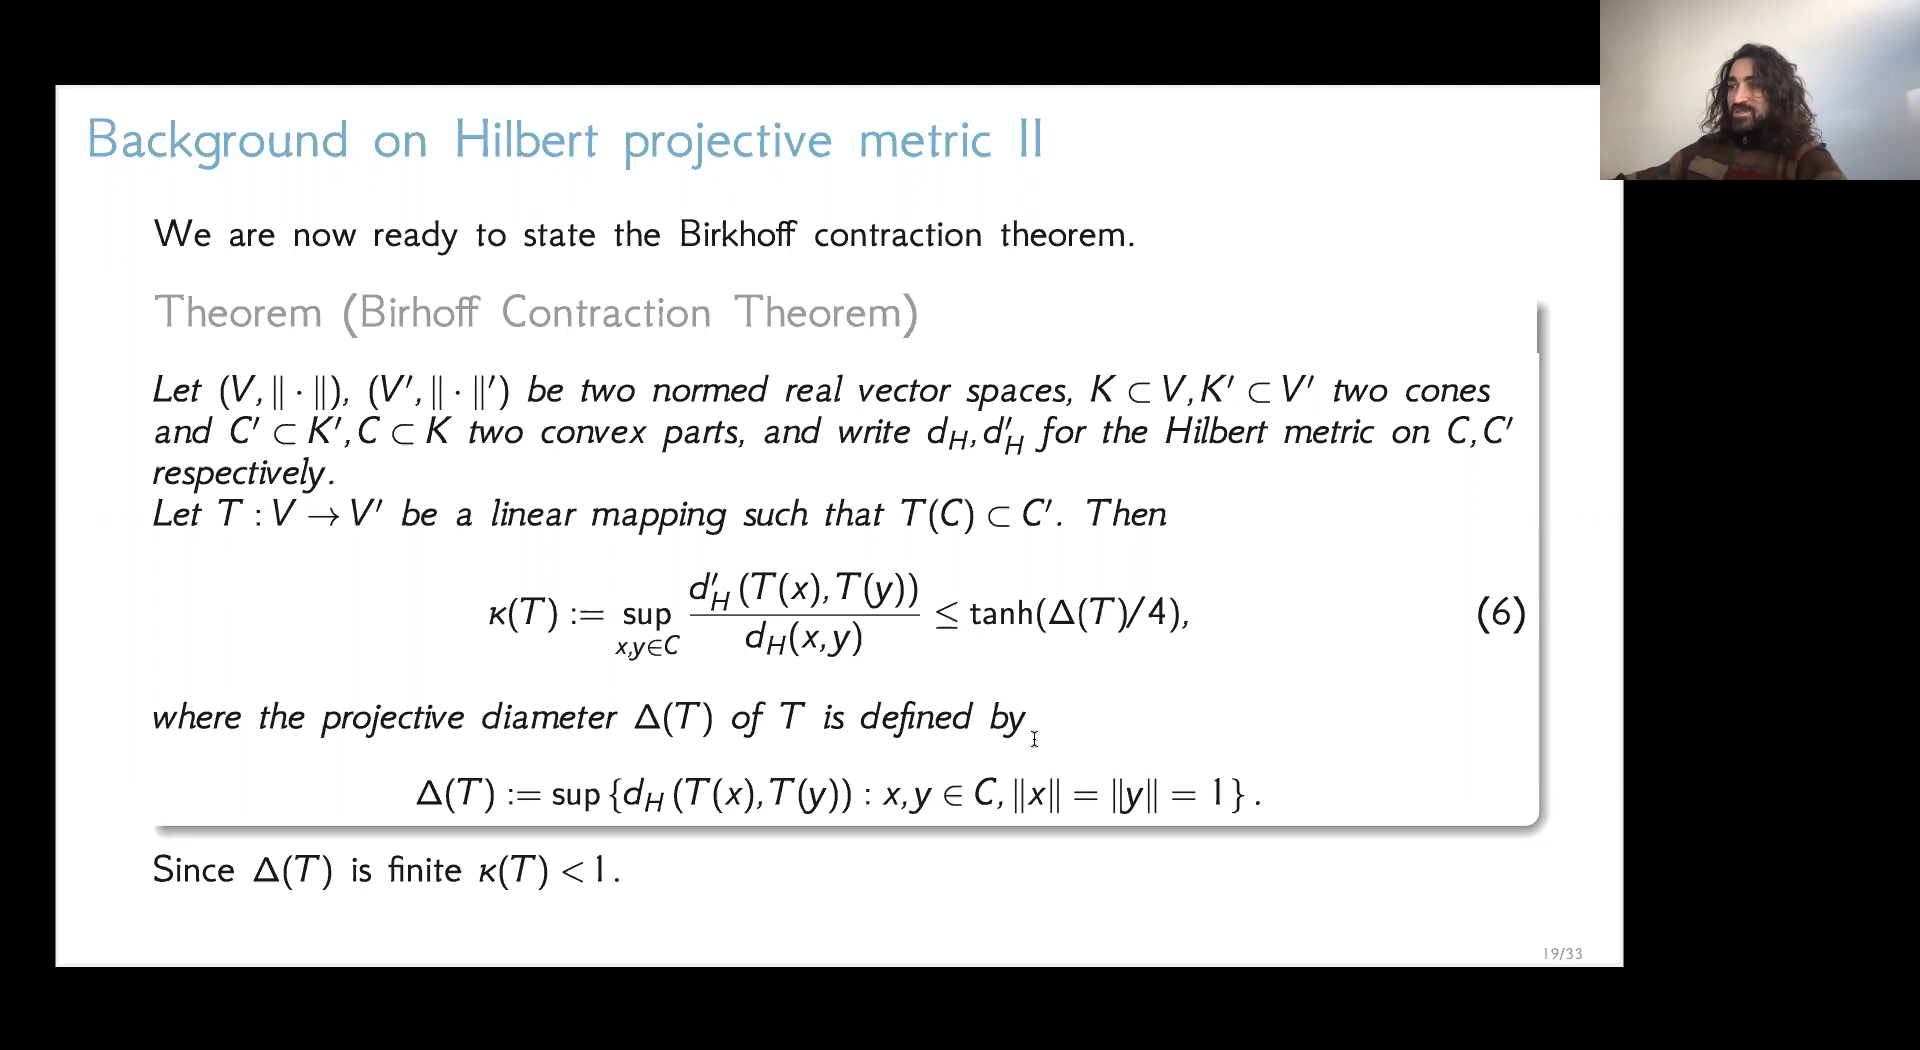 Background on Hilbert projective metric II
We are now ready to state the Birkhoff contraction theorem.
Theorem (Birhoff Contraction Theorem)
Let (V, ‖ · ‖), (V′, ‖ · ‖′) be two normed real vector spaces, K ⊂ V, K′ ⊂ V′ two cones
and C′ ⊂ K′, C ⊂ K two convex parts, and write d_H, d′_H for the Hilbert metric on C, C′
respectively.
Let T : V → V′ be a linear mapping such that T(C) ⊂ C′. Then
κ(T) := sup_{x,y∈C} d′_H(T(x), T(y)) / d_H(x,y) ≤ tanh(Δ(T)/4), (6)
where the projective diameter Δ(T) of T is defined by
Δ(T) := sup {d_H(T(x), T(y)) : x, y ∈ C, ‖x‖ = ‖y‖ = 1} .
Since Δ(T) is finite κ(T) < 1.
19/33